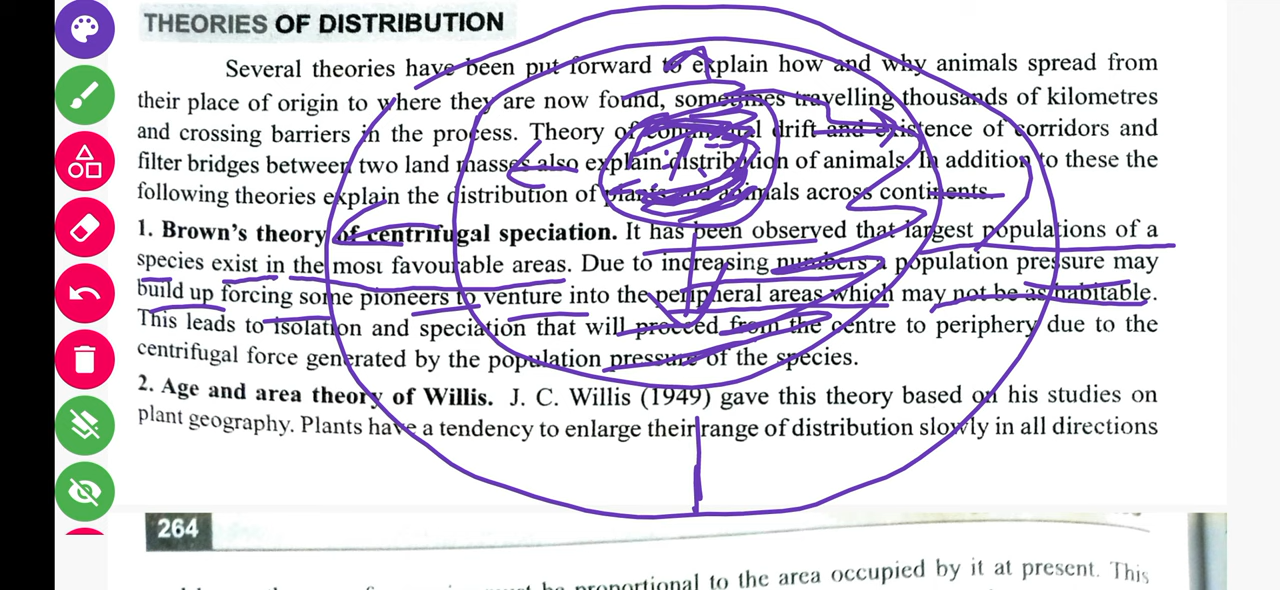 THEORIES OF DISTRIBUTION
Several theories have been put forward to explain how and why animals spread from
their place of origin to where they are now found, sometimes travelling thousands of kilometres
and crossing barriers in the process. Theory of drift and existence of corridors and
filter bridges between two land masses also explain distribution of animals. In addition to these the
following theories explain the distribution of plants and animals across continents.
1. Brown's theory of centrifugal speciation. It has been observed that largest populations of a
species exist in the most favourable areas. Due to increasing numbers a population pressure may
build up forcing some pioneers to venture into the peripheral areas which may not be as habitable.
This leads to isolation and speciation that will proceed from the centre to periphery due to the
centrifugal force generated by the population pressure of the species.
2. Age and area theory of Willis. J. C. Willis (1949) gave this theory based on his studies on
plant geography. Plants have a tendency to enlarge their range of distribution slowly in all directions
264
be proportional to the area occupied by it at present. This